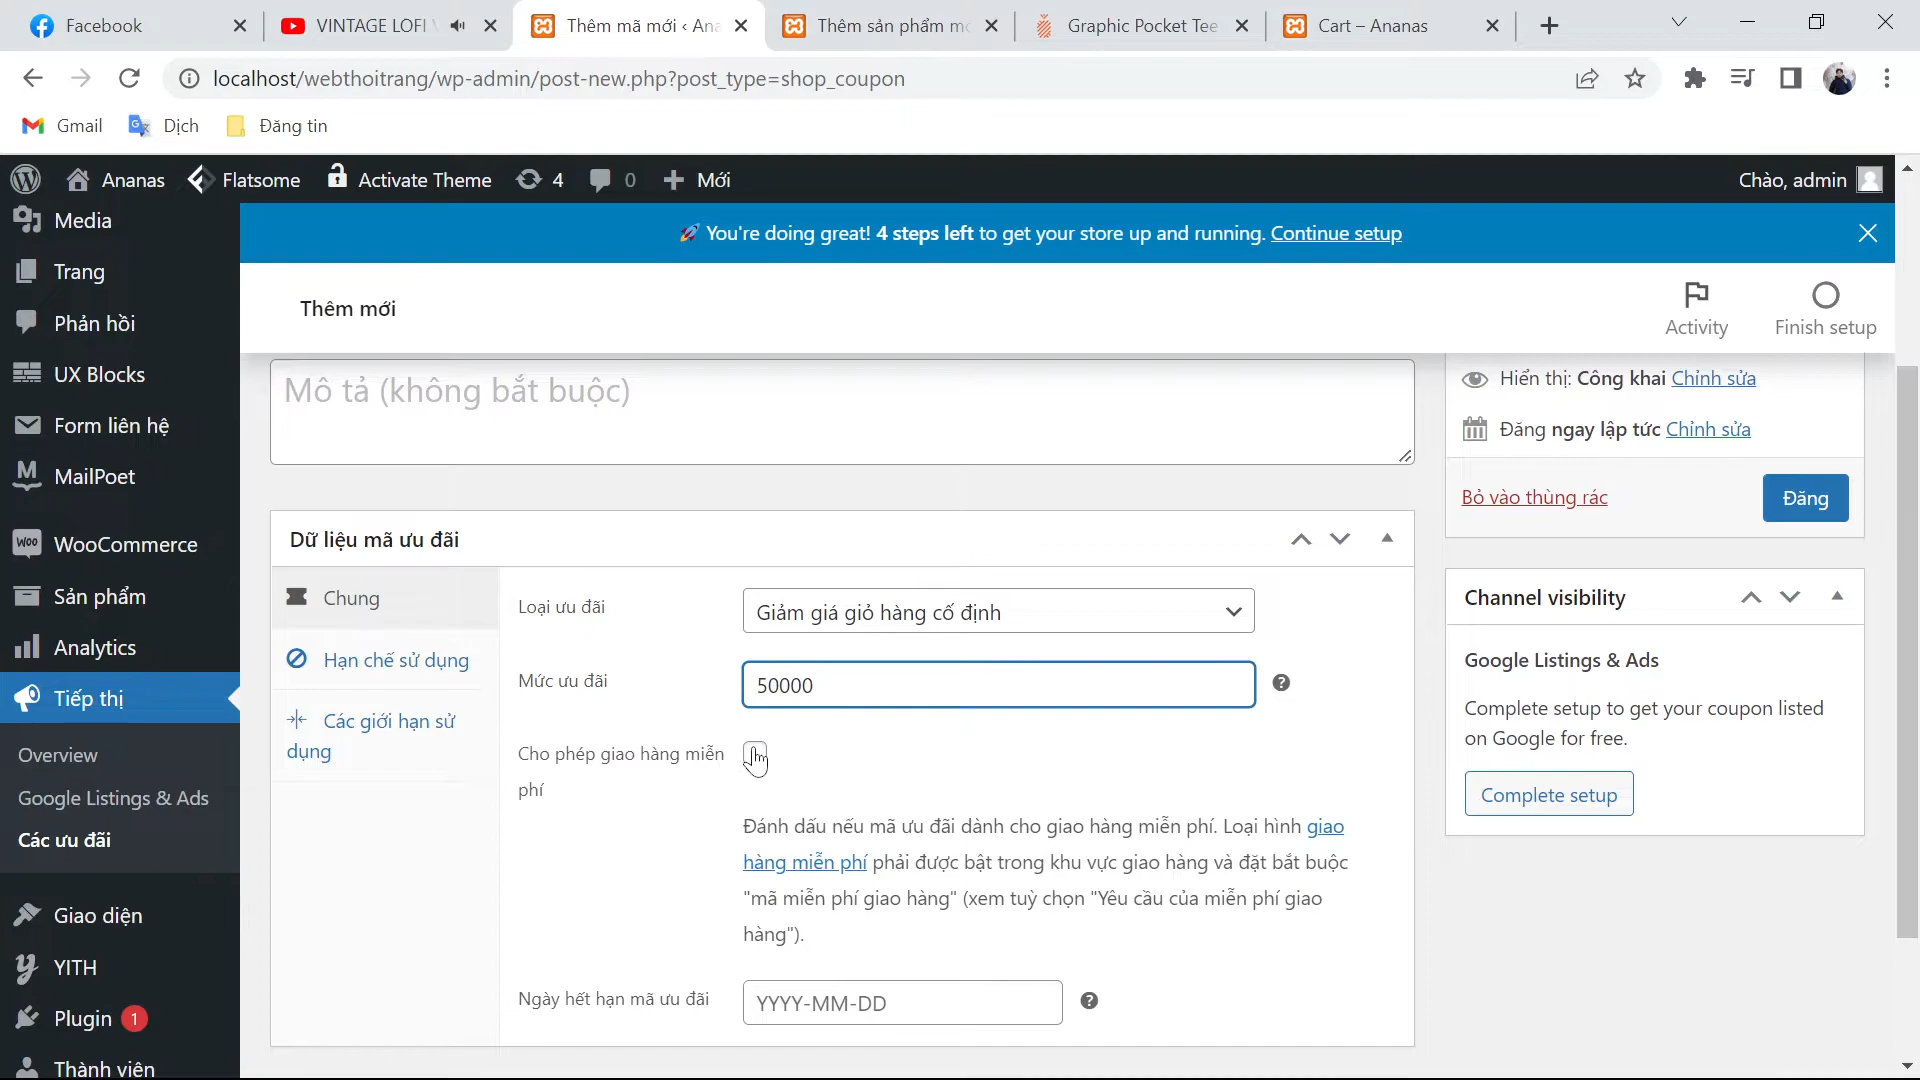 Facebook
VINTAGE LOFI
Thêm mã mới ‹ Ana
Thêm sản phẩm mớ
Graphic Pocket Tee
Cart – Ananas
localhost/webthoitrang/wp-admin/post-new.php?post_type=shop_coupon
Gmail
Dịch
Đăng tin
Ananas
Flatsome
Activate Theme
4
0
Mới
Chào, admin
🚀 You're doing great! 4 steps left to get your store up and running. Continue setup
Thêm mới
Activity
Finish setup
Media
Trang
Phản hồi
UX Blocks
Form liên hệ
MailPoet
WooCommerce
Sản phẩm
Analytics
Tiếp thị
Overview
Google Listings & Ads
Các ưu đãi
Giao diện
YITH
Plugin 1
Thành viên
Mô tả (không bắt buộc)
Dữ liệu mã ưu đãi
Chung
Hạn chế sử dụng
Các giới hạn sử
dụng
Loại ưu đãi
Giảm giá giỏ hàng cố định
Mức ưu đãi
50000
Cho phép giao hàng miễn
phí
Đánh dấu nếu mã ưu đãi dành cho giao hàng miễn phí. Loại hình giao
hàng miễn phí phải được bật trong khu vực giao hàng và đặt bắt buộc
"mã miễn phí giao hàng" (xem tuỳ chọn "Yêu cầu của miễn phí giao
hàng").
Ngày hết hạn mã ưu đãi
YYYY-MM-DD
Hiển thị: Công khai Chỉnh sửa
Đăng ngay lập tức Chỉnh sửa
Bỏ vào thùng rác
Đăng
Channel visibility
Google Listings & Ads
Complete setup to get your coupon listed
on Google for free.
Complete setup